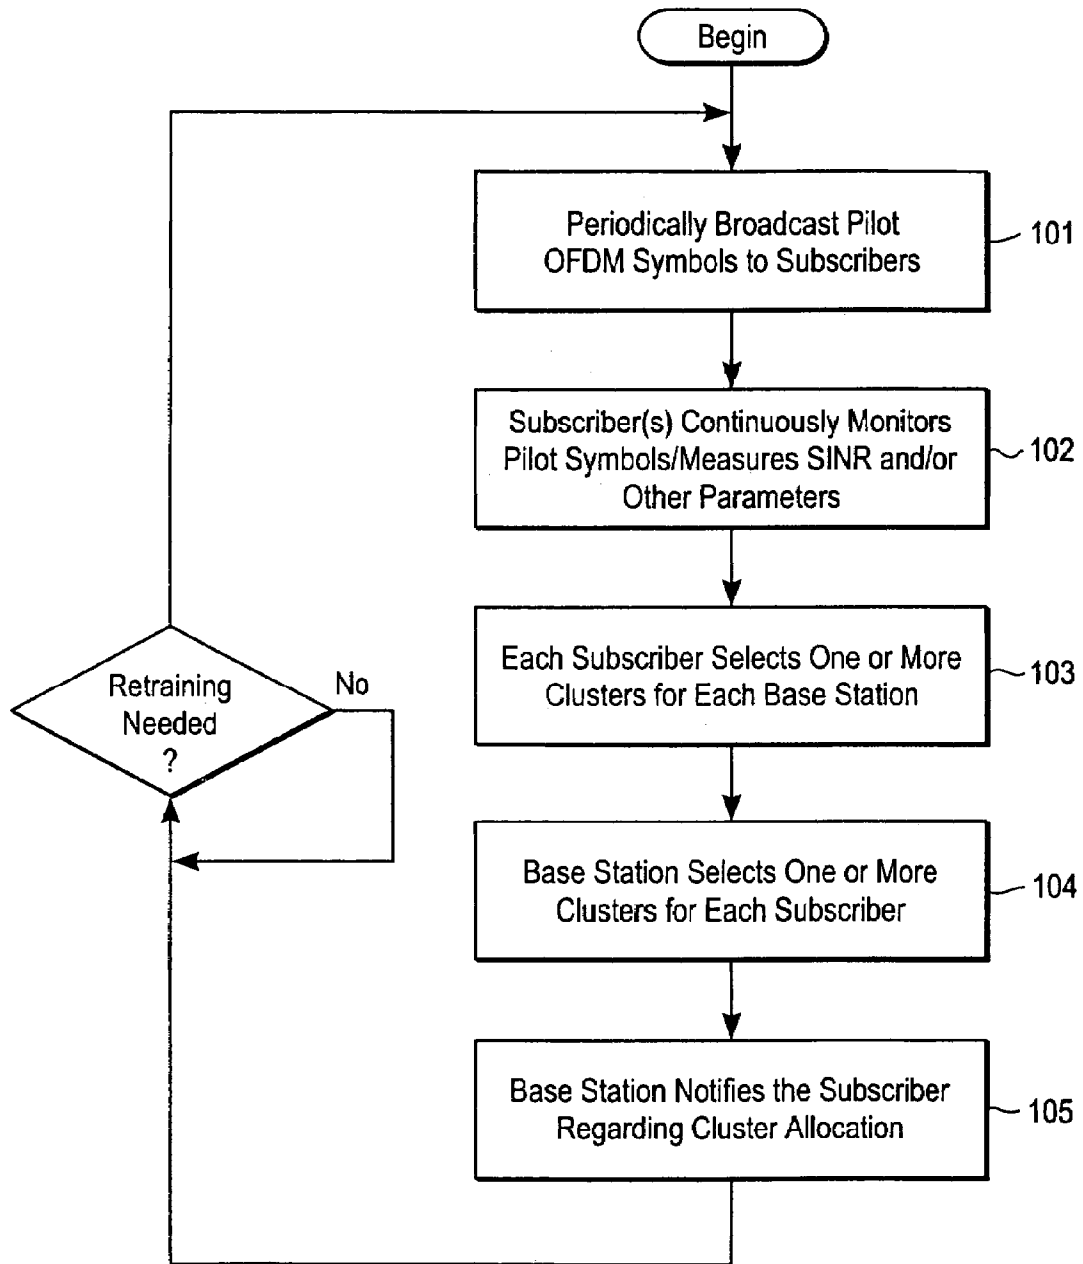 Begin
Periodically Broadcast Pilot
OFDM Symbols to Subscribers
101
Subscriber(s) Continuously Monitors
Pilot Symbols/Measures SINR and/or
Other Parameters
102
Each Subscriber Selects One or More
Clusters for Each Base Station
103
Retraining
Needed
?
No
Base Station Selects One or More
Clusters for Each Subscriber
104
Base Station Notifies the Subscriber
Regarding Cluster Allocation
105